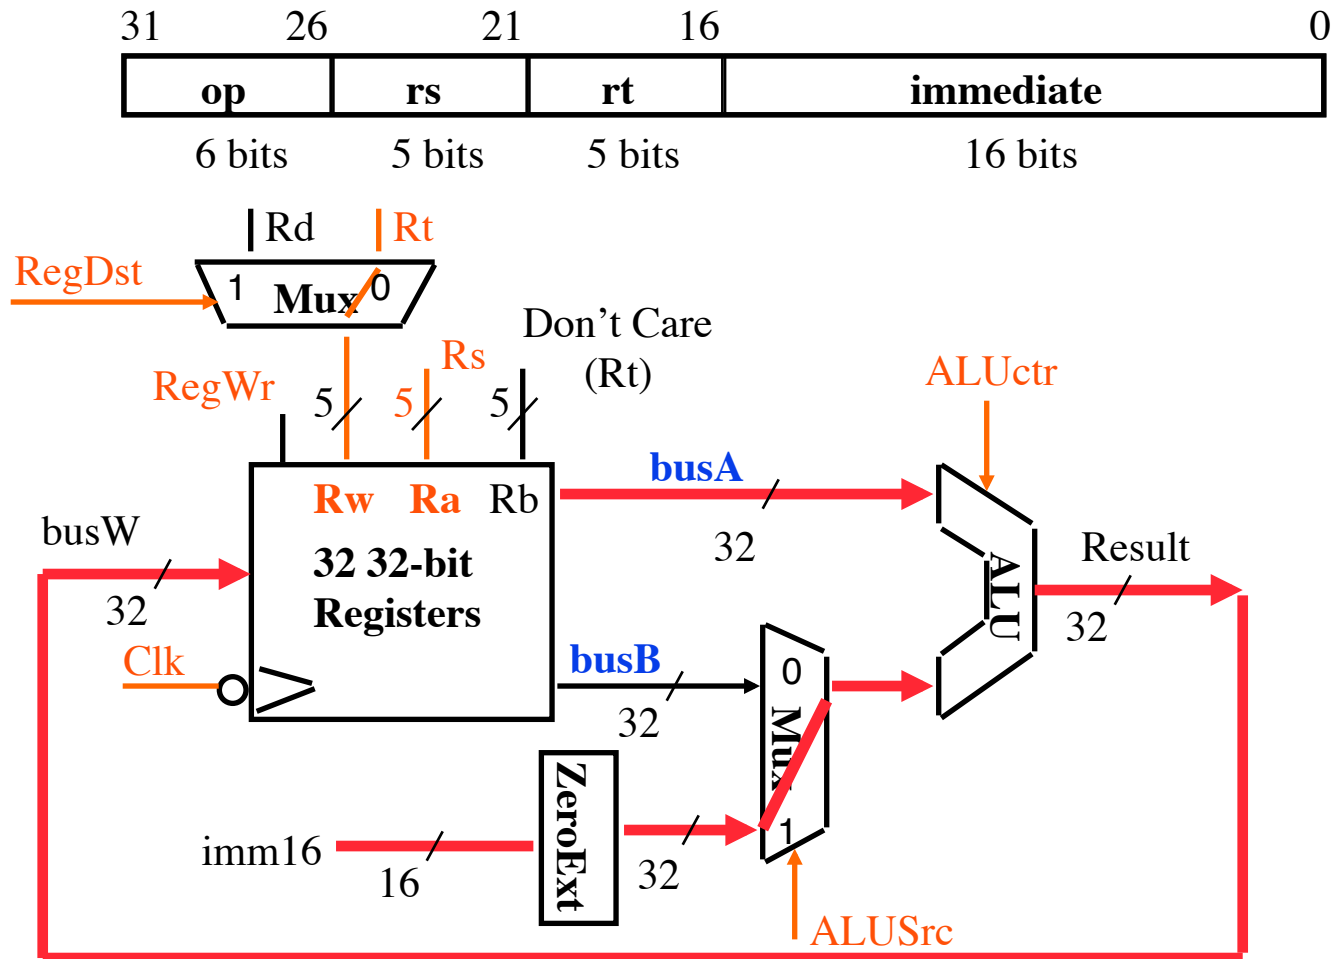 31 26 21 16 0
op rs rt immediate
6 bits 5 bits 5 bits 16 bits
Rd Rt
RegDst
1 Mux 0
Don’t Care
(Rt)
Rs
RegWr
5 5 5
ALUctr
busA
Rw Ra Rb
32
busW
32
32 32-bit
Registers
ALU
Result
32
Clk
busB
32
0
Mux
1
ZeroExt
imm16
16
32
ALUSrc